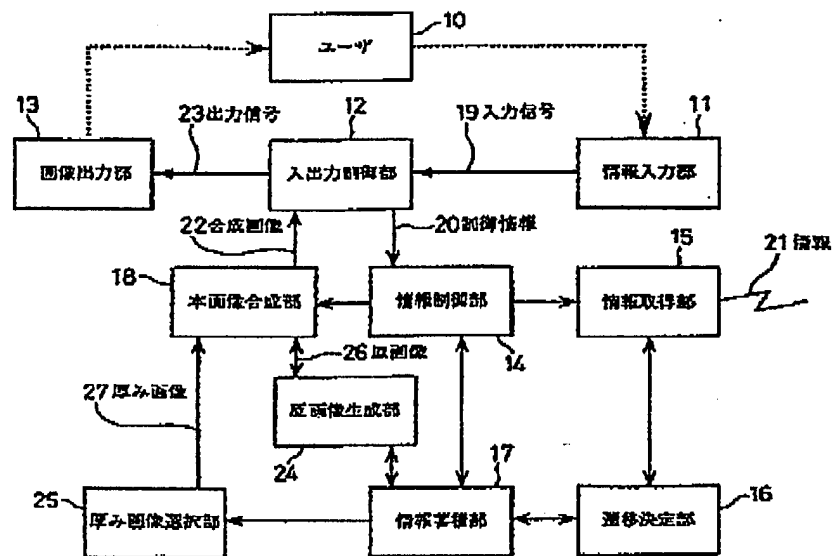 10
ユーザ
13
23出力信号
12
19入力信号
11
画像出力部
入出力制御部
情報入力部
22合成画像
20制御情報
15
21情報
18
本画像合成部
情報制御部
情報取得部
26原画像
14
27厚み画像
原画像生成部
24
17
25
厚み画像選択部
情報蓄積部
遷移決定部
16